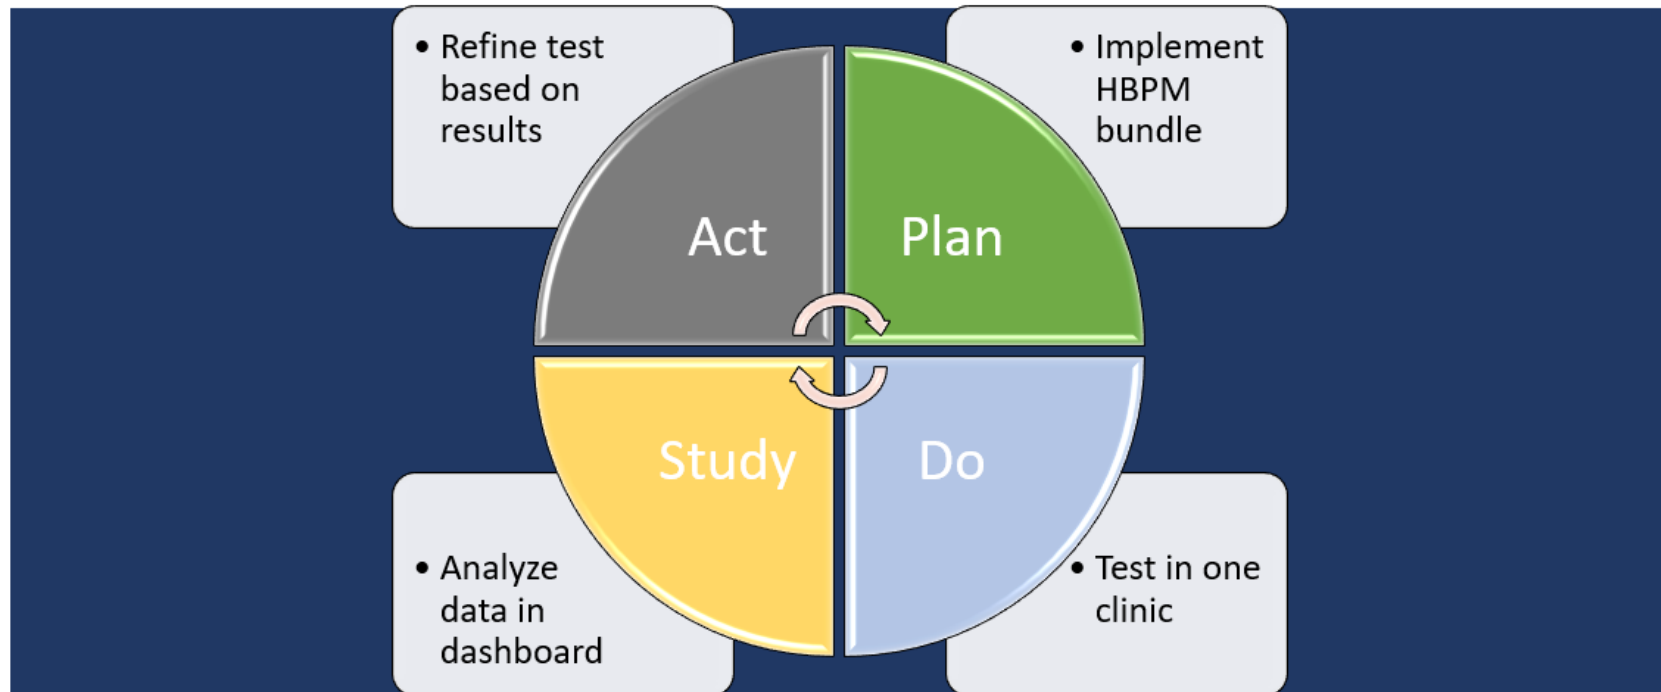 • Refine test
based on
results
• Implement
HBPM
bundle
Act
Plan
Study
Do
• Analyze
data in
dashboard
• Test in one
clinic